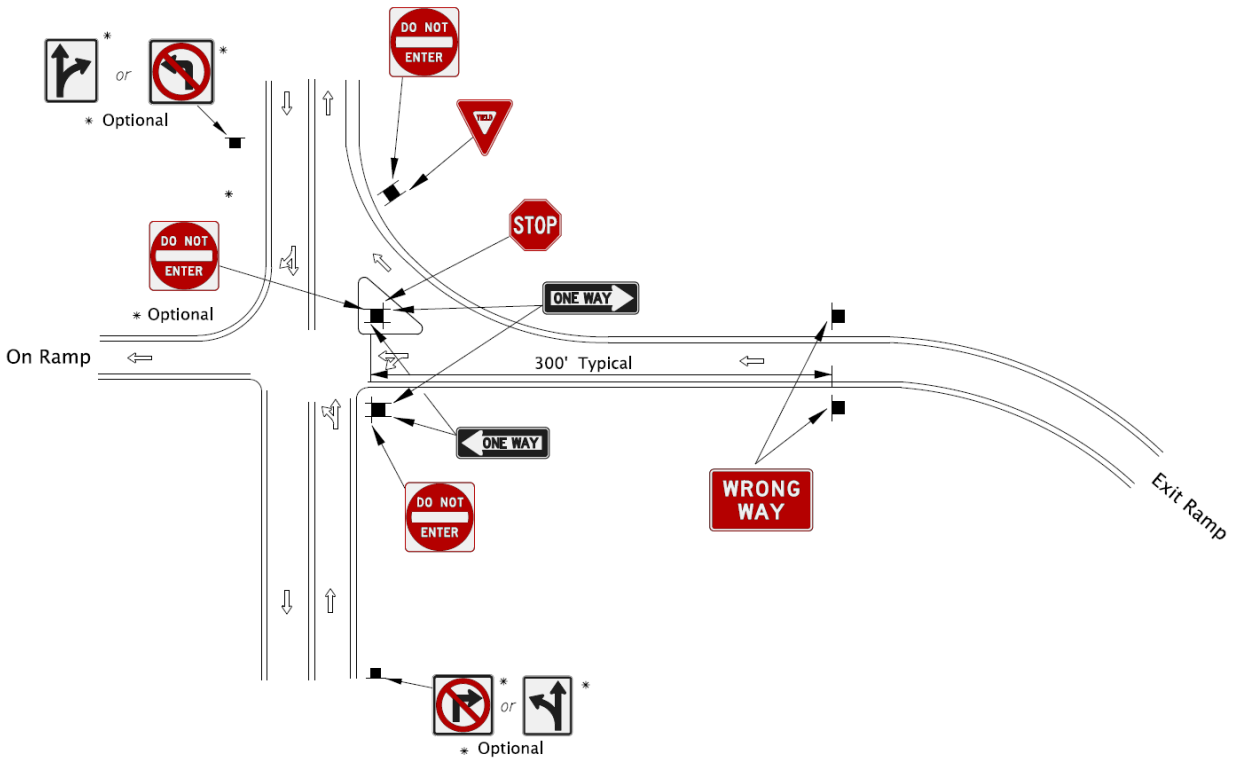 *
or
*
* Optional
DO NOT
ENTER
YIELD
*
STOP
DO NOT
ENTER
* Optional
ONE WAY
On Ramp
300' Typical
ONE WAY
WRONG
WAY
Exit Ramp
DO NOT
ENTER
*
or
*
* Optional